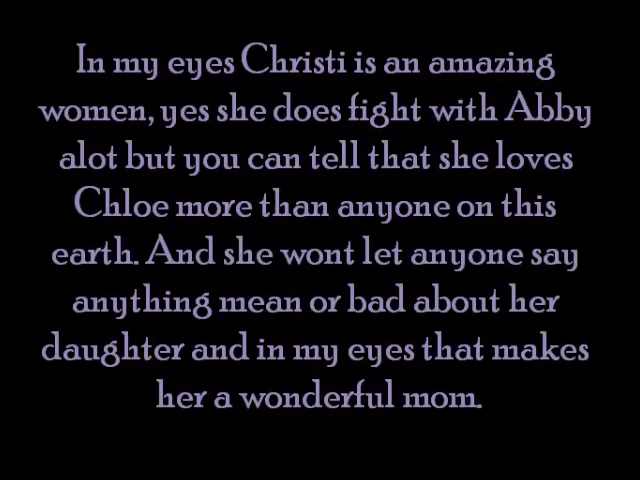 In my eyes Christi is an amazing
women, yes she does fight with Abby
alot but you can tell that she loves
Chloe more than anyone on this
earth. And she wont let anyone say
anything mean or bad about her
daughter and in my eyes that makes
her a wonderful mom.